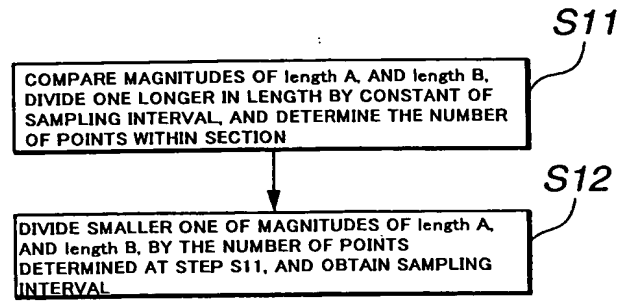 S11
COMPARE MAGNITUDES OF length A, AND length B,
DIVIDE ONE LONGER IN LENGTH BY CONSTANT OF
SAMPLING INTERVAL, AND DETERMINE THE NUMBER
OF POINTS WITHIN SECTION
S12
DIVIDE SMALLER ONE OF MAGNITUDES OF length A,
AND length B, BY THE NUMBER OF POINTS
DETERMINED AT STEP S11, AND OBTAIN SAMPLING
INTERVAL